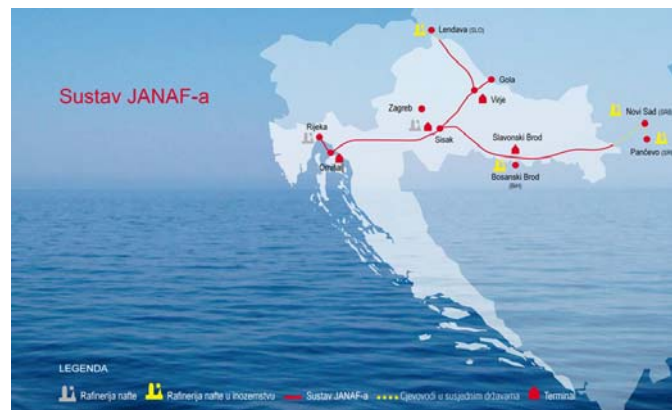 Sustav JANAF-a
Lendava (SLO)
Gola
Virje
Zagreb
Sisak
Rijeka
Omišalj
Slavonski Brod
Bosanski Brod
(BiH)
Novi Sad (SRB)
Pančevo (SRB
LEGENDA
Rafinerija nafte
Rafinerija nafte u inozemstvu
Sustav JANAF-a
Cjevovodi u susjednim državama
Terminal